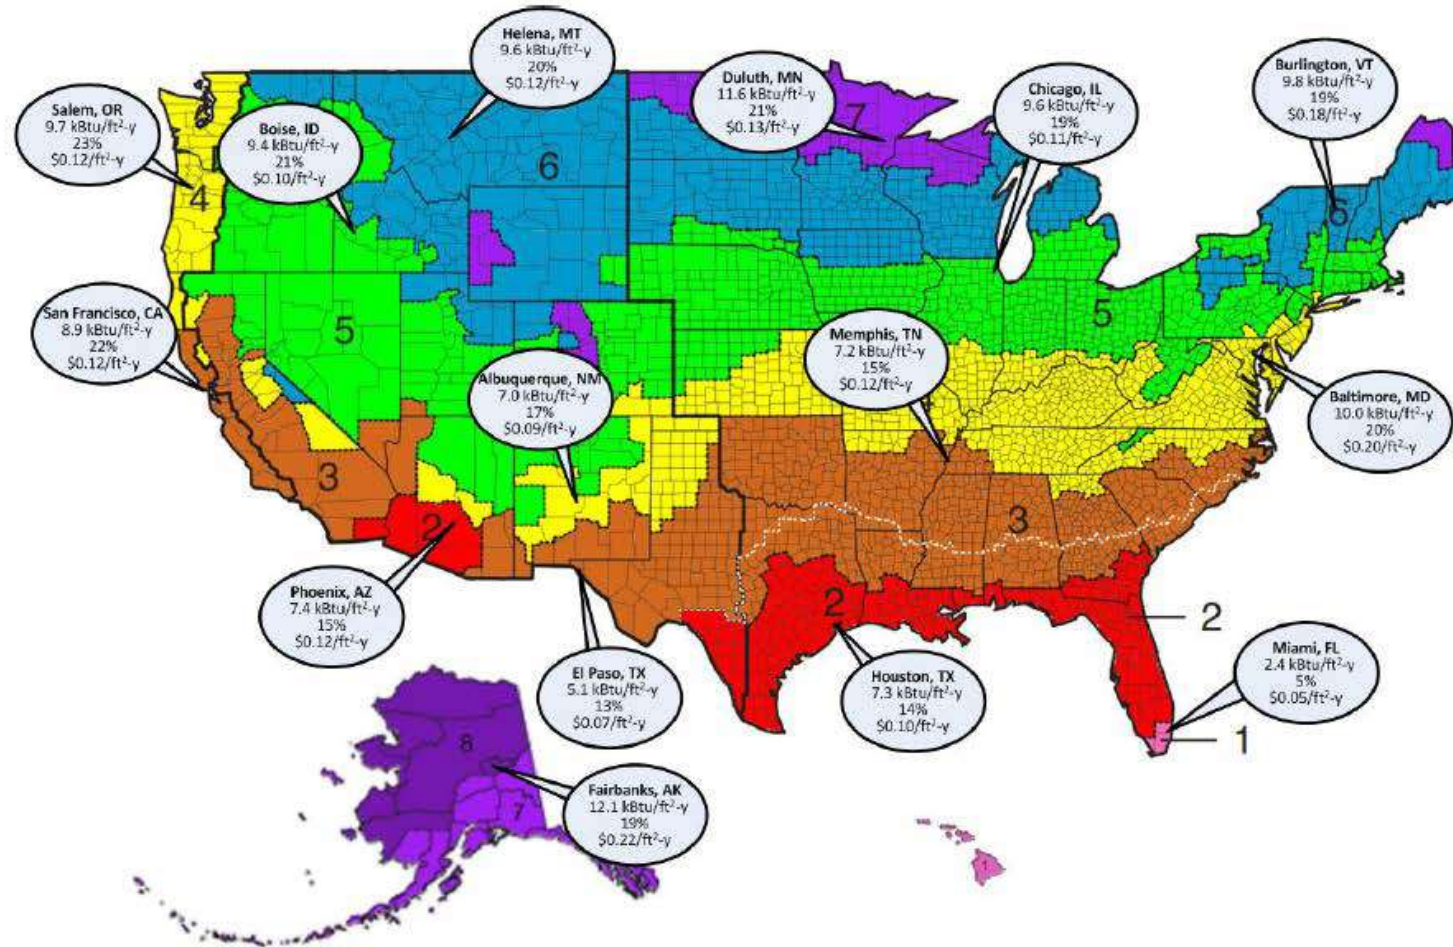 Helena, MT
9.6 kBtu/ft²-y
20%
$0.12/ft²-y
Duluth, MN
11.6 kBtu/ft²-y
21%
$0.13/ft²-y
Chicago, IL
9.6 kBtu/ft²-y
19%
$0.11/ft²-y
Burlington, VT
9.8 kBtu/ft²-y
19%
$0.18/ft²-y
Salem, OR
9.7 kBtu/ft²-y
23%
$0.12/ft²-y
Boise, ID
9.4 kBtu/ft²-y
21%
$0.10/ft²-y
7
6
4
6
San Francisco, CA
8.9 kBtu/ft²-y
22%
$0.12/ft²-y
5
5
Memphis, TN
7.2 kBtu/ft²-y
15%
$0.12/ft²-y
Albuquerque, NM
7.0 kBtu/ft²-y
17%
$0.09/ft²-y
Baltimore, MD
10.0 kBtu/ft²-y
20%
$0.20/ft²-y
3
2
3
Phoenix, AZ
7.4 kBtu/ft²-y
15%
$0.12/ft²-y
2
2
El Paso, TX
5.1 kBtu/ft²-y
13%
$0.07/ft²-y
Houston, TX
7.3 kBtu/ft²-y
14%
$0.10/ft²-y
Miami, FL
2.4 kBtu/ft²-y
5%
$0.05/ft²-y
1
8
7
Fairbanks, AK
12.1 kBtu/ft²-y
19%
$0.22/ft²-y
1